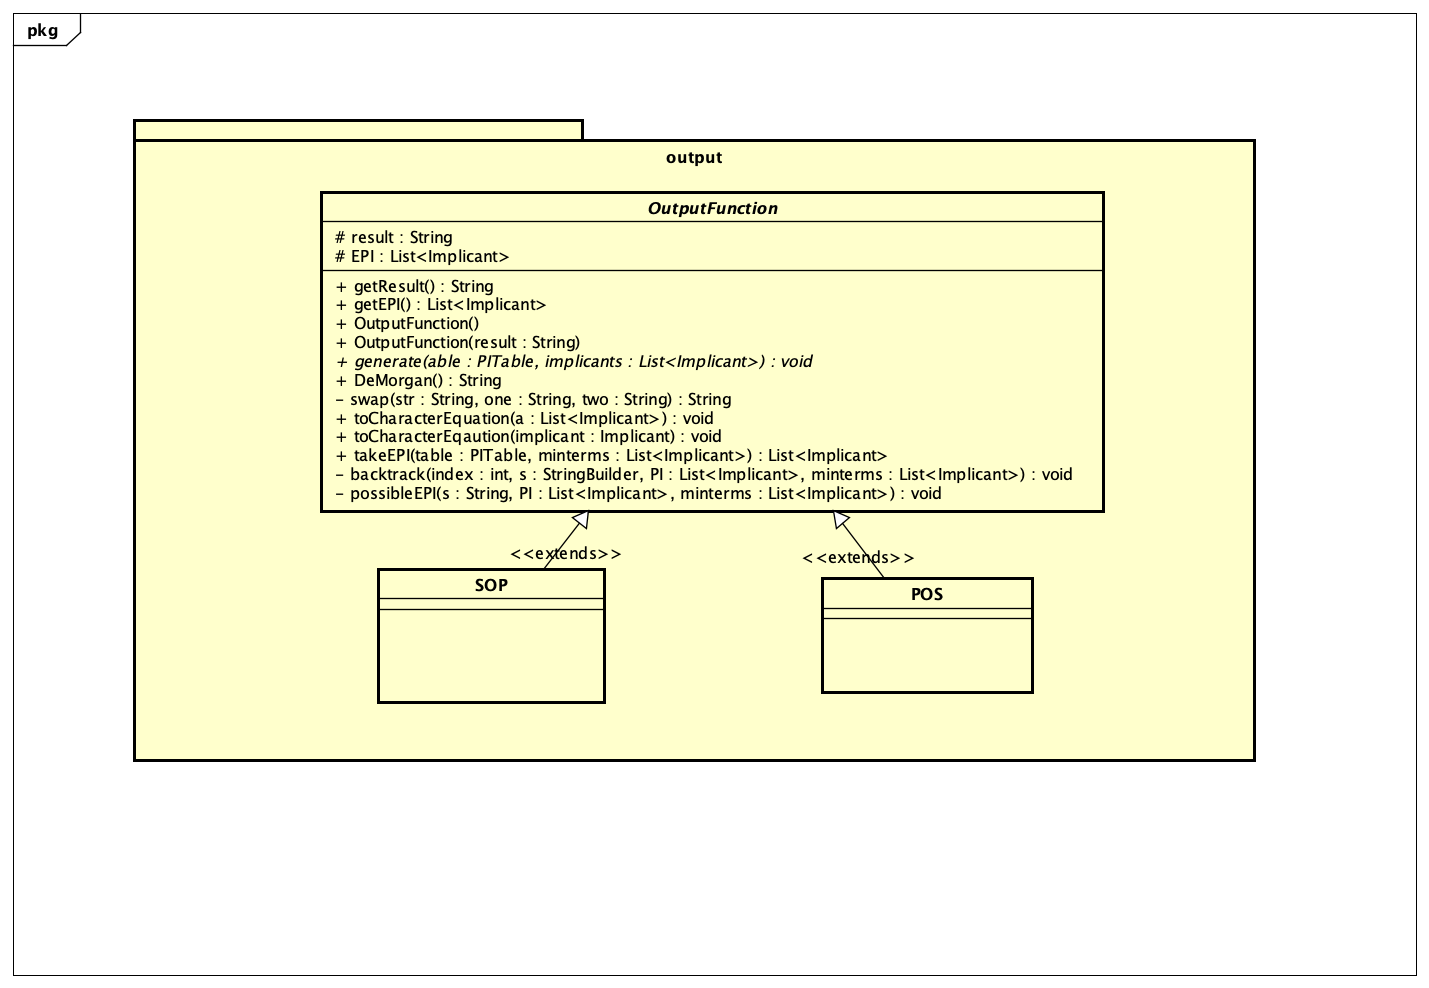 pkg
output
OutputFunction
# result : String
# EPI : List<Implicant>
+ getResult() : String
+ getEPI() : List<Implicant>
+ OutputFunction()
+ OutputFunction(result : String)
+ generate(able : PITable, implicants : List<Implicant>) : void
+ DeMorgan() : String
- swap(str : String, one : String, two : String) : String
+ toCharacterEquation(a : List<Implicant>) : void
+ toCharacterEqaution(implicant : Implicant) : void
+ takeEPI(table : PITable, minterms : List<Implicant>) : List<Implicant>
- backtrack(index : int, s : StringBuilder, PI : List<Implicant>, minterms : List<Implicant>) : void
- possibleEPI(s : String, PI : List<Implicant>, minterms : List<Implicant>) : void
<<extends>>
<<extends>>
SOP
POS